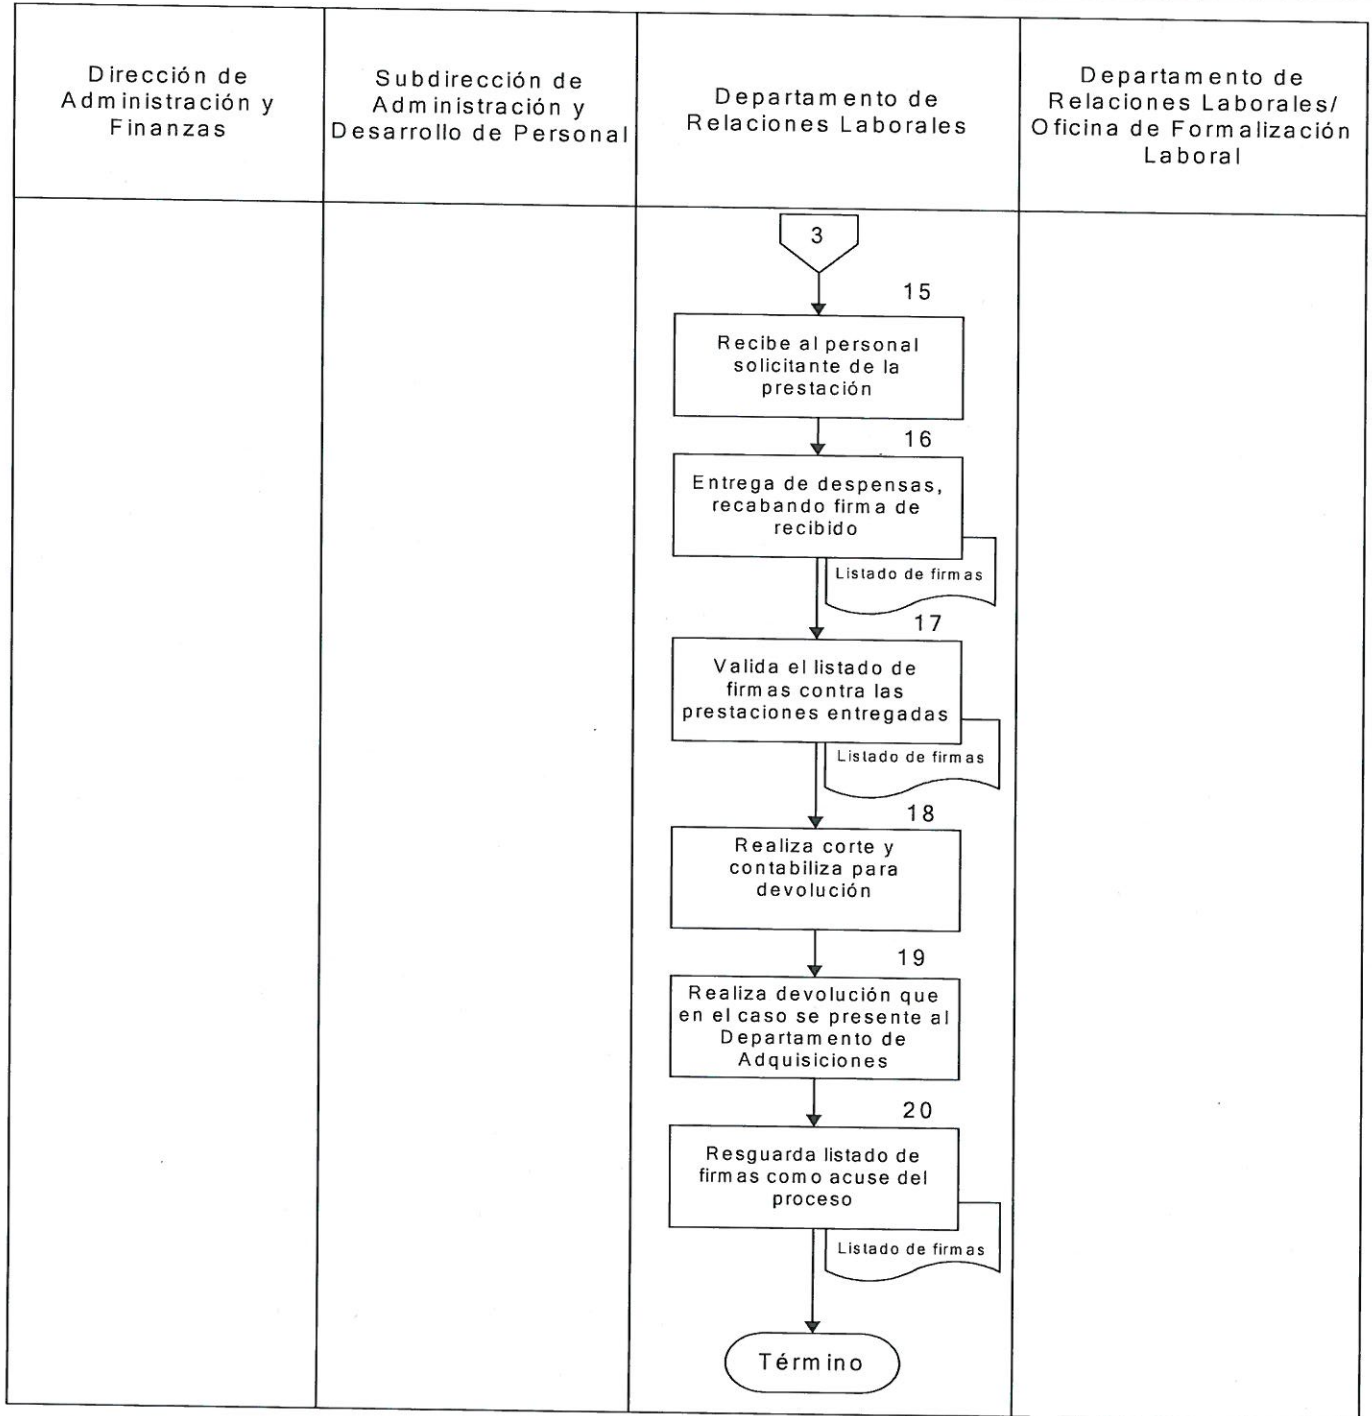 Dirección de
Administración y
Finanzas
Subdirección de
Administración y
Desarrollo de Personal
Departamento de
Relaciones Laborales
Departamento de
Relaciones Laborales/
Oficina de Formalización
Laboral
3
15
Recibe al personal
solicitante de la
prestación
16
Entrega de despensas,
recabando firma de
recibido
Listado de firmas
17
Valida el listado de
firmas contra las
prestaciones entregadas
Listado de firmas
18
Realiza corte y
contabiliza para
devolución
19
Realiza devolución que
en el caso se presente al
Departamento de
Adquisiciones
20
Resguarda listado de
firmas como acuse del
proceso
Listado de firmas
Término